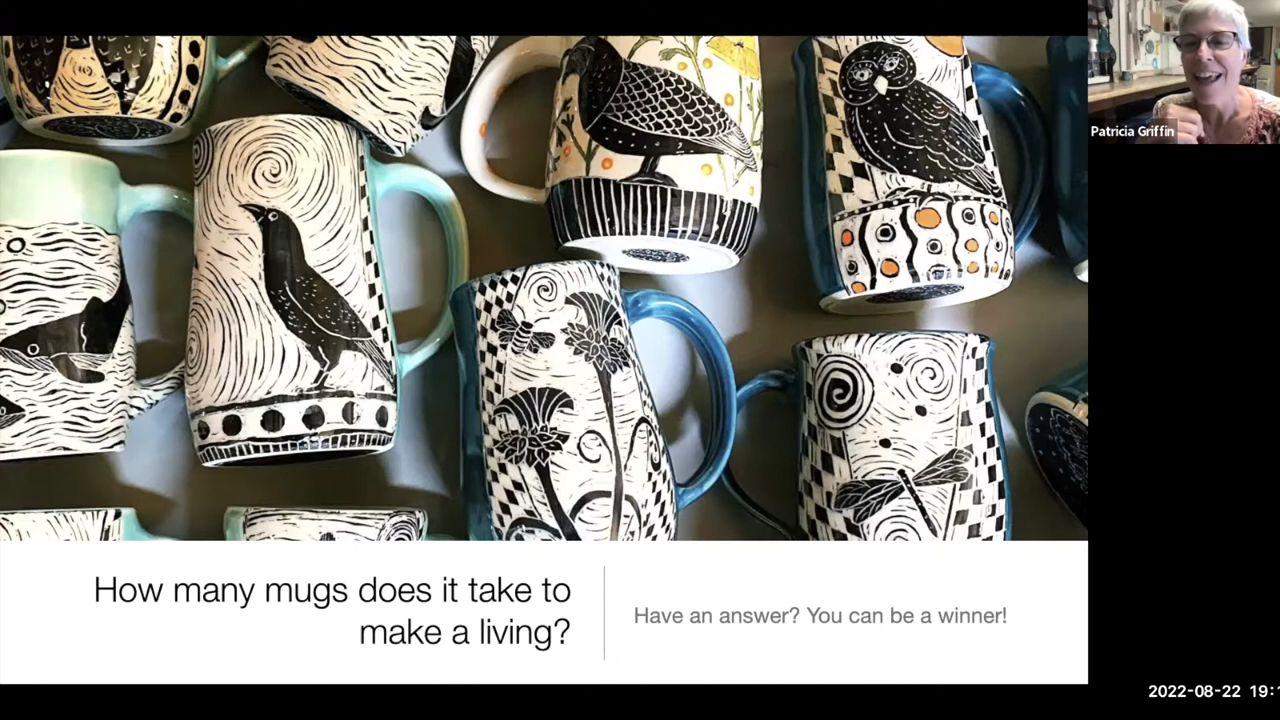 Patricia Griffin
How many mugs does it take to
make a living?
Have an answer? You can be a winner!
2022-08-22 19:1